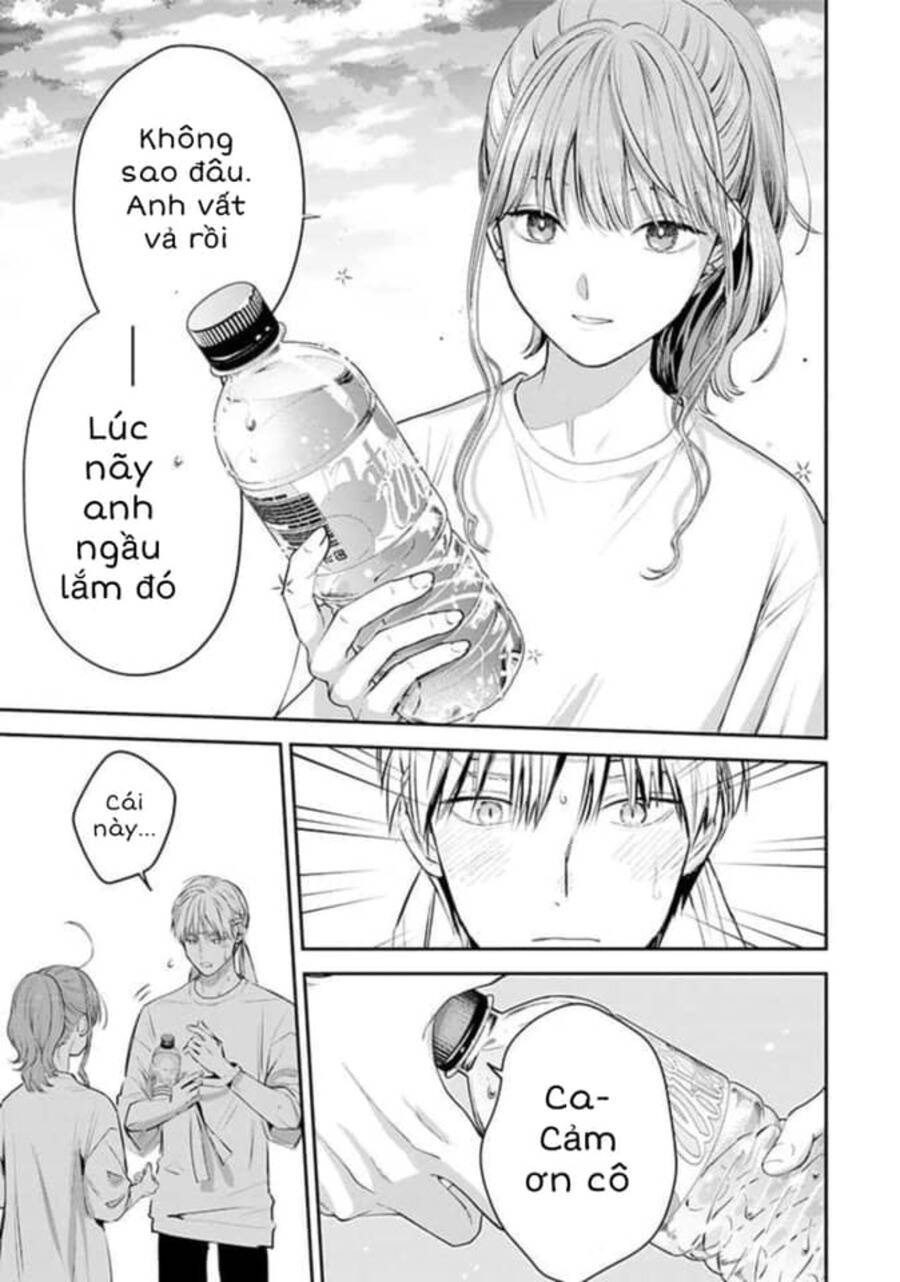 Không
sao đâu.
Anh vất
vả rồi
Lúc
nãy
anh
ngầu
lắm đó
Cái
này...
Ca-
Cảm
ơn cô